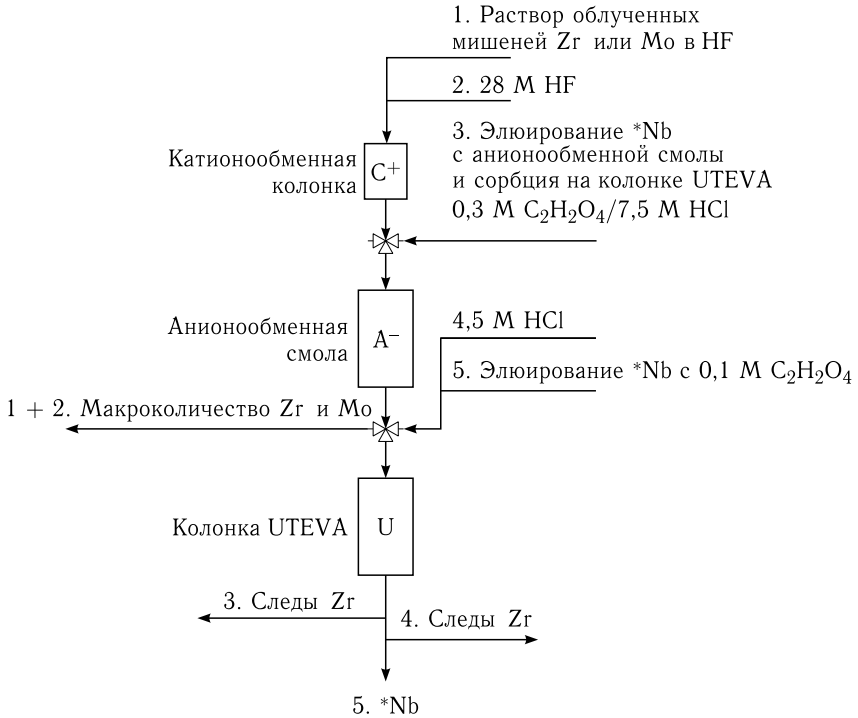 1. Раствор облученных
мишеней Zr или Mo в HF
2. 28 М HF
3. Элюирование *Nb
с анионообменной смолы
и сорбция на колонке UTEVA
0,3 М C₂H₂O₄/7,5 М HCl
Катионообменная
колонка
C⁺
Анионообменная
смола
A⁻
4,5 М HCl
5. Элюирование *Nb с 0,1 М C₂H₂O₄
1 + 2. Макроколичество Zr и Mo
Колонка UTEVA
U
3. Следы Zr
4. Следы Zr
5. *Nb